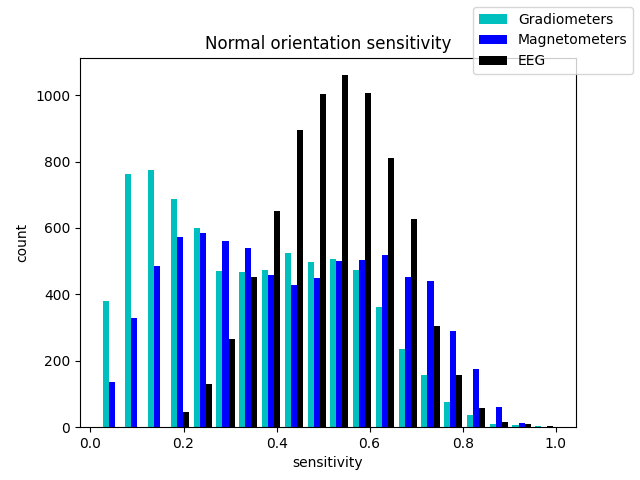 Normal orientation sensitivity
Gradiometers
Magnetometers
EEG
count
1000
800
600
400
200
0
0.0 0.2 0.4 0.6 0.8 1.0
sensitivity